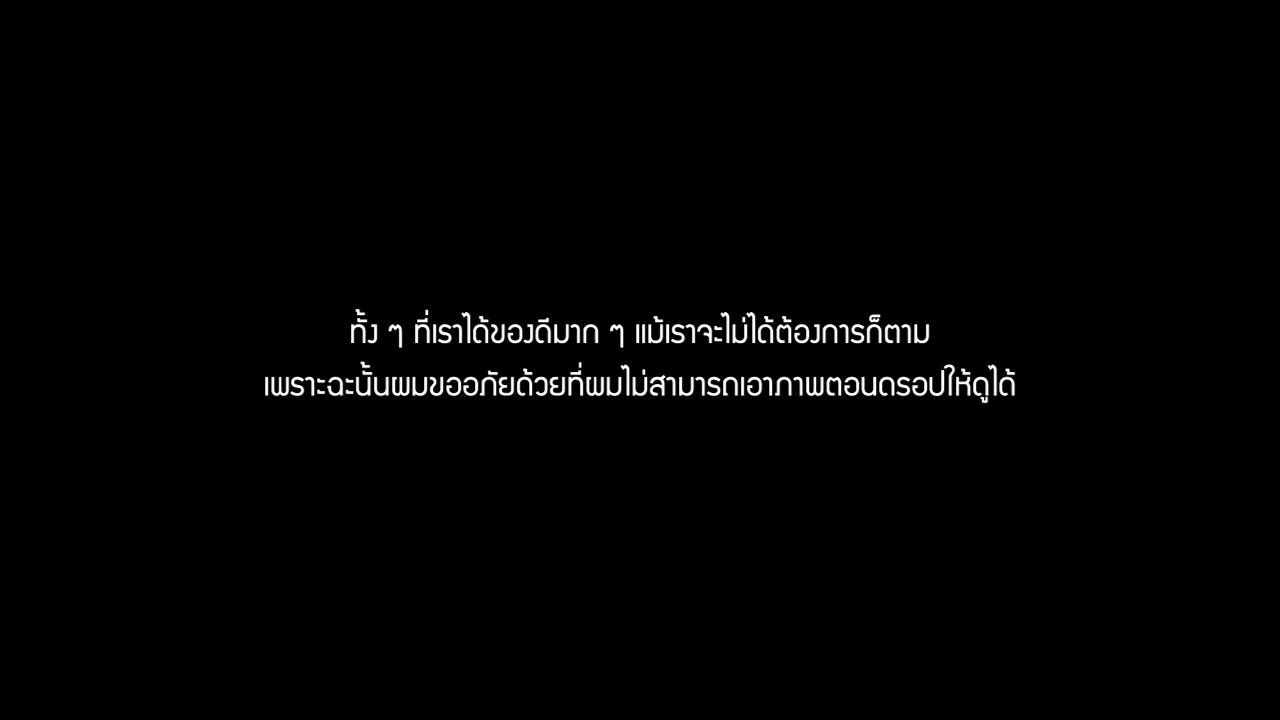 ทั้ง ๆ ที่เราได้ของดีมาก ๆ แม้เราจะไม่ได้ต้องการก็ตาม
เพราะฉะนั้นผมขออภัยด้วยที่ผมไม่สามารถเอาภาพตอนดรอปให้ดูได้